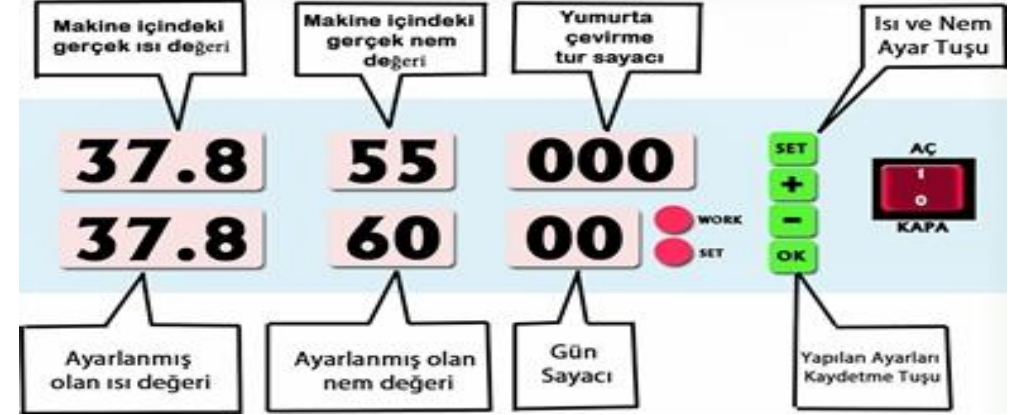 Makine içindeki
gerçek ısı değeri
Makine içindeki
gerçek nem
değeri
Yumurta
çevirme
tur sayacı
Isı ve Nem
Ayar Tuşu
37.8
55
000
SET
+
-
OK
AÇ
1
0
KAPA
37.8
60
00
WORK
SET
Ayarlanmış
olan ısı değeri
Ayarlanmış olan
nem değeri
Gün
Sayacı
Yapılan Ayarları
Kaydetme Tuşu